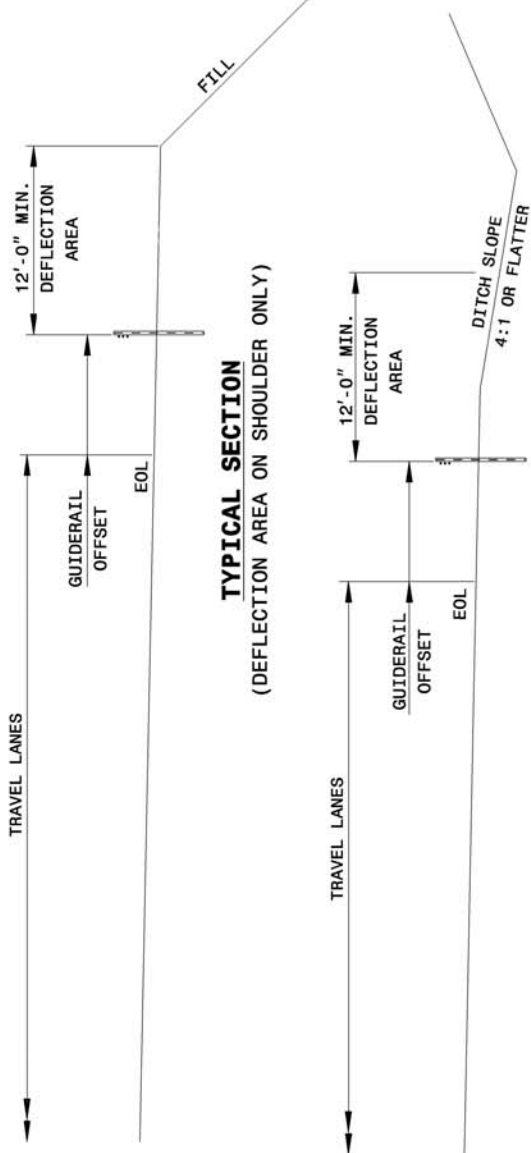 TRAVEL LANES
12'-0" MIN.
DEFLECTION
AREA
GUIDERAIL
OFFSET
EOL
FILL
TYPICAL SECTION
(DEFLECTION AREA ON SHOULDER ONLY)
TRAVEL LANES
12'-0" MIN.
DEFLECTION
AREA
GUIDERAIL
OFFSET
EOL
DITCH SLOPE
4:1 OR FLATTER